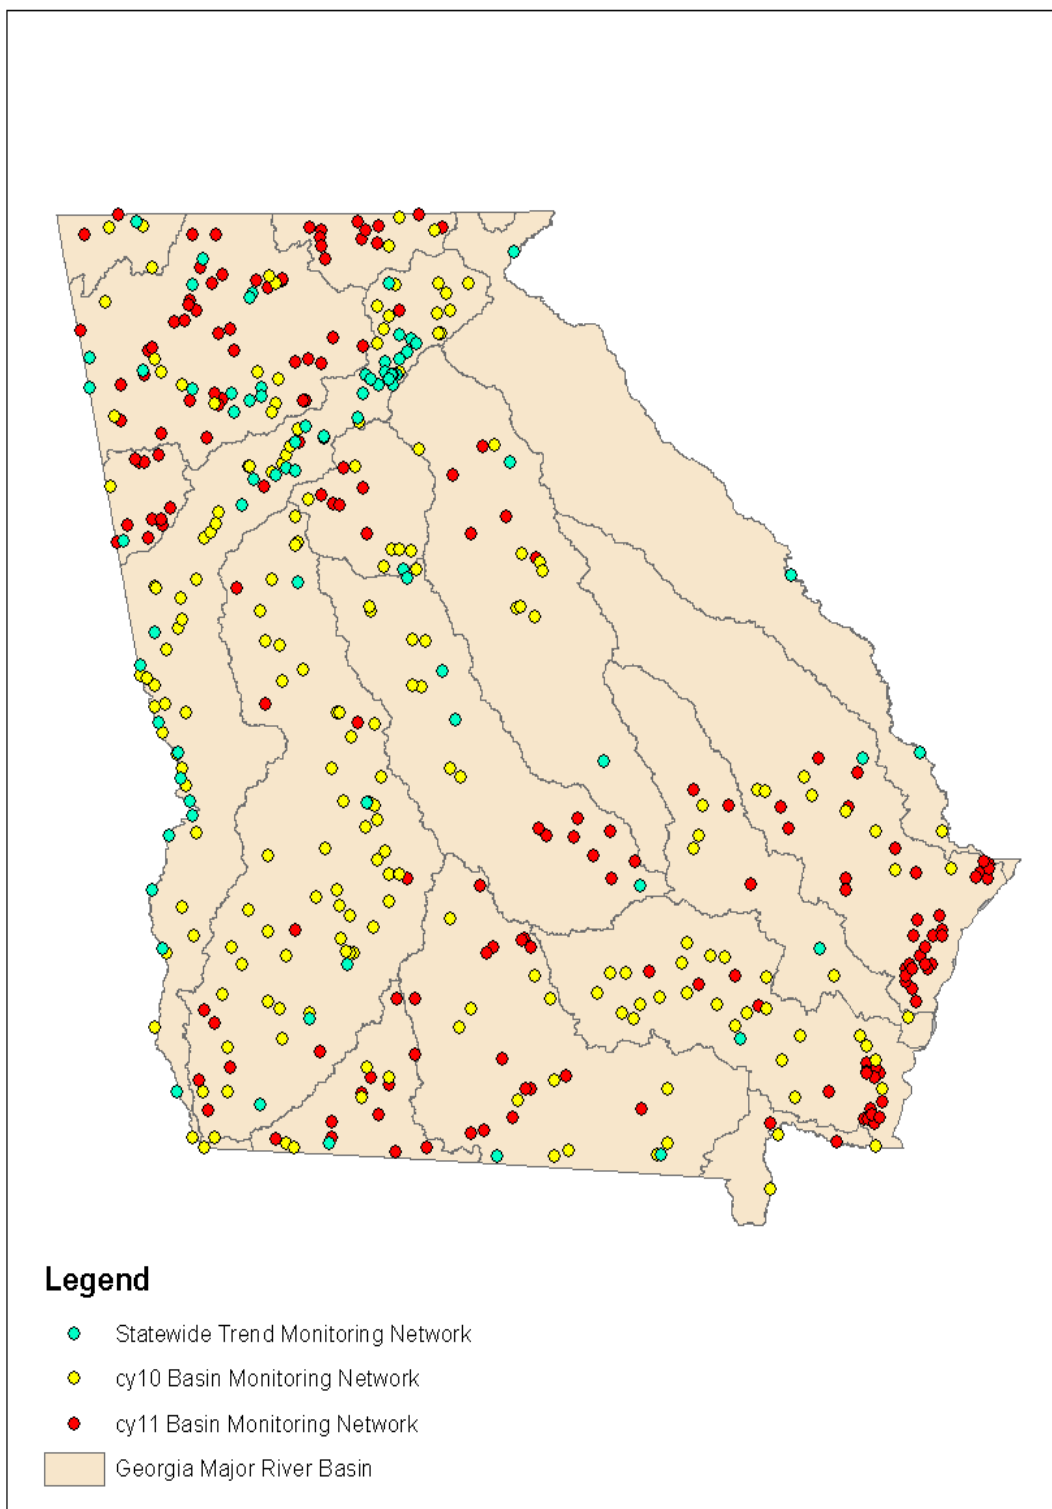 Legend
Statewide Trend Monitoring Network
cy10 Basin Monitoring Network
cy11 Basin Monitoring Network
Georgia Major River Basin